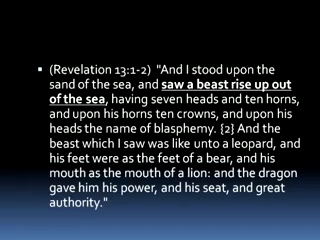 ▪ (Revelation 13:1-2) "And I stood upon the
sand of the sea, and saw a beast rise up out
of the sea, having seven heads and ten horns,
and upon his horns ten crowns, and upon his
heads the name of blasphemy. {2} And the
beast which I saw was like unto a leopard, and
his feet were as the feet of a bear, and his
mouth as the mouth of a lion: and the dragon
gave him his power, and his seat, and great
authority."